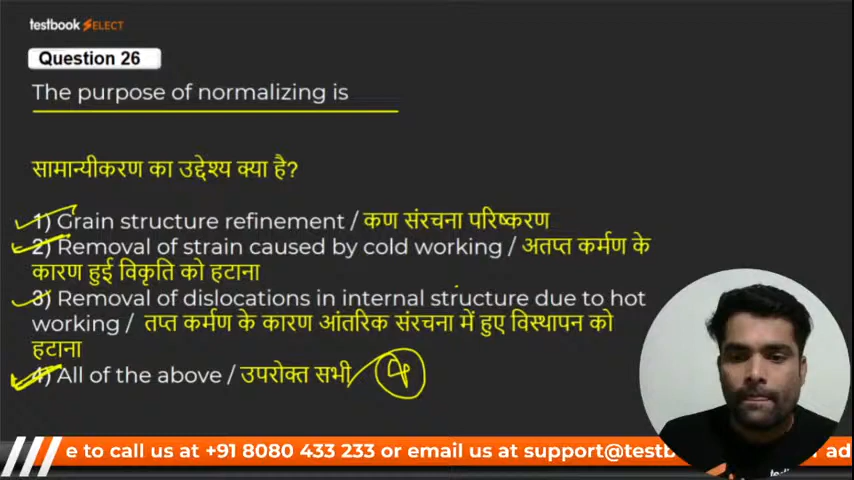 testbook SELECT
Question 26
The purpose of normalizing is
सामान्यीकरण का उद्देश्य क्या है?
1) Grain structure refinement / कण संरचना परिष्करण
2) Removal of strain caused by cold working / अतप्त कर्मण के
कारण हुई विकृति को हटाना
3) Removal of dislocations in internal structure due to hot
working / तप्त कर्मण के कारण आंतरिक संरचना में हुए विस्थापन को
हटाना
4) All of the above / उपरोक्त सभी 4
e to call us at +91 8080 433 233 or email us at support@testb